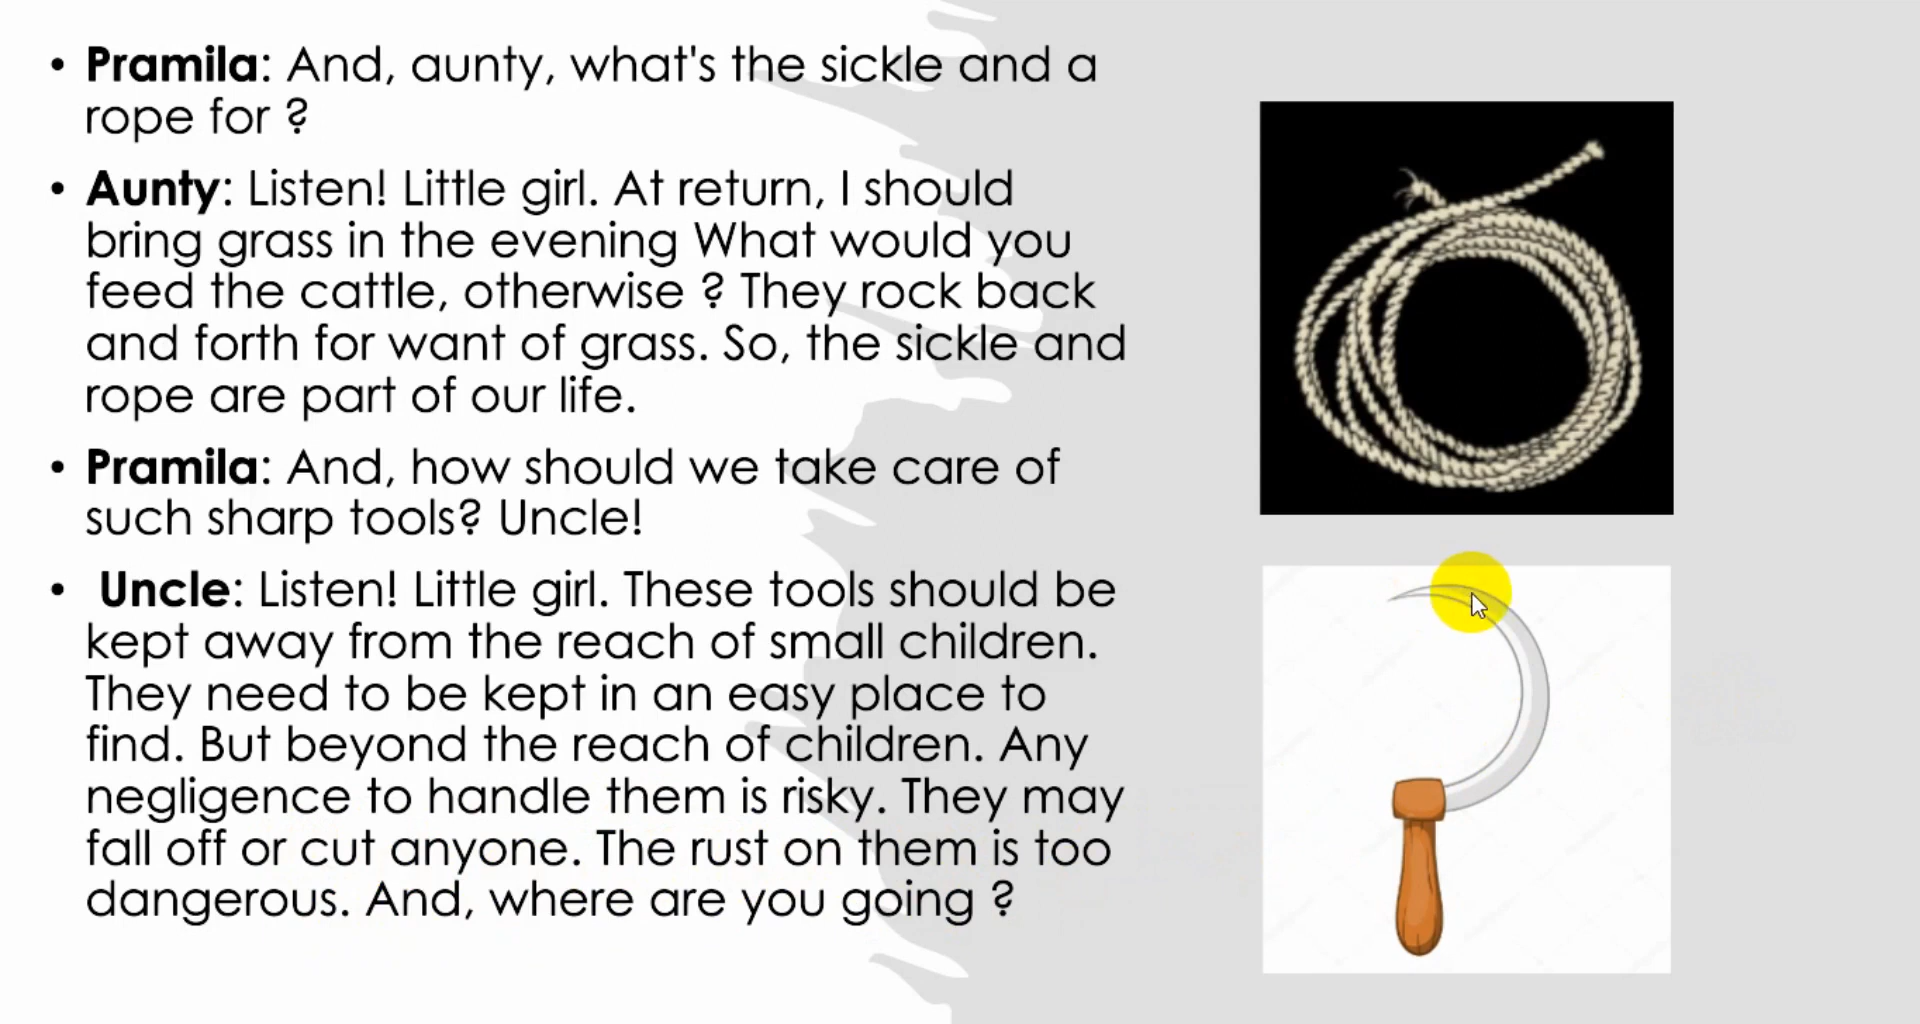 • Pramila: And, aunty, what's the sickle and a
rope for ?
• Aunty: Listen! Little girl. At return, I should
bring grass in the evening What would you
feed the cattle, otherwise ? They rock back
and forth for want of grass. So, the sickle and
rope are part of our life.
• Pramila: And, how should we take care of
such sharp tools? Uncle!
• Uncle: Listen! Little girl. These tools should be
kept away from the reach of small children.
They need to be kept in an easy place to
find. But beyond the reach of children. Any
negligence to handle them is risky. They may
fall off or cut anyone. The rust on them is too
dangerous. And, where are you going ?